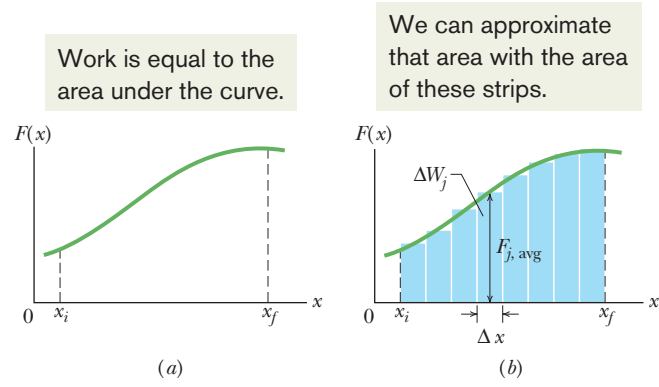 Work is equal to the
area under the curve.
F(x)
0
x_i
x_f
x
(a)
We can approximate
that area with the area
of these strips.
F(x)
ΔW_j
F_{j, avg}
0
x_i
x_f
x
Δx
(b)